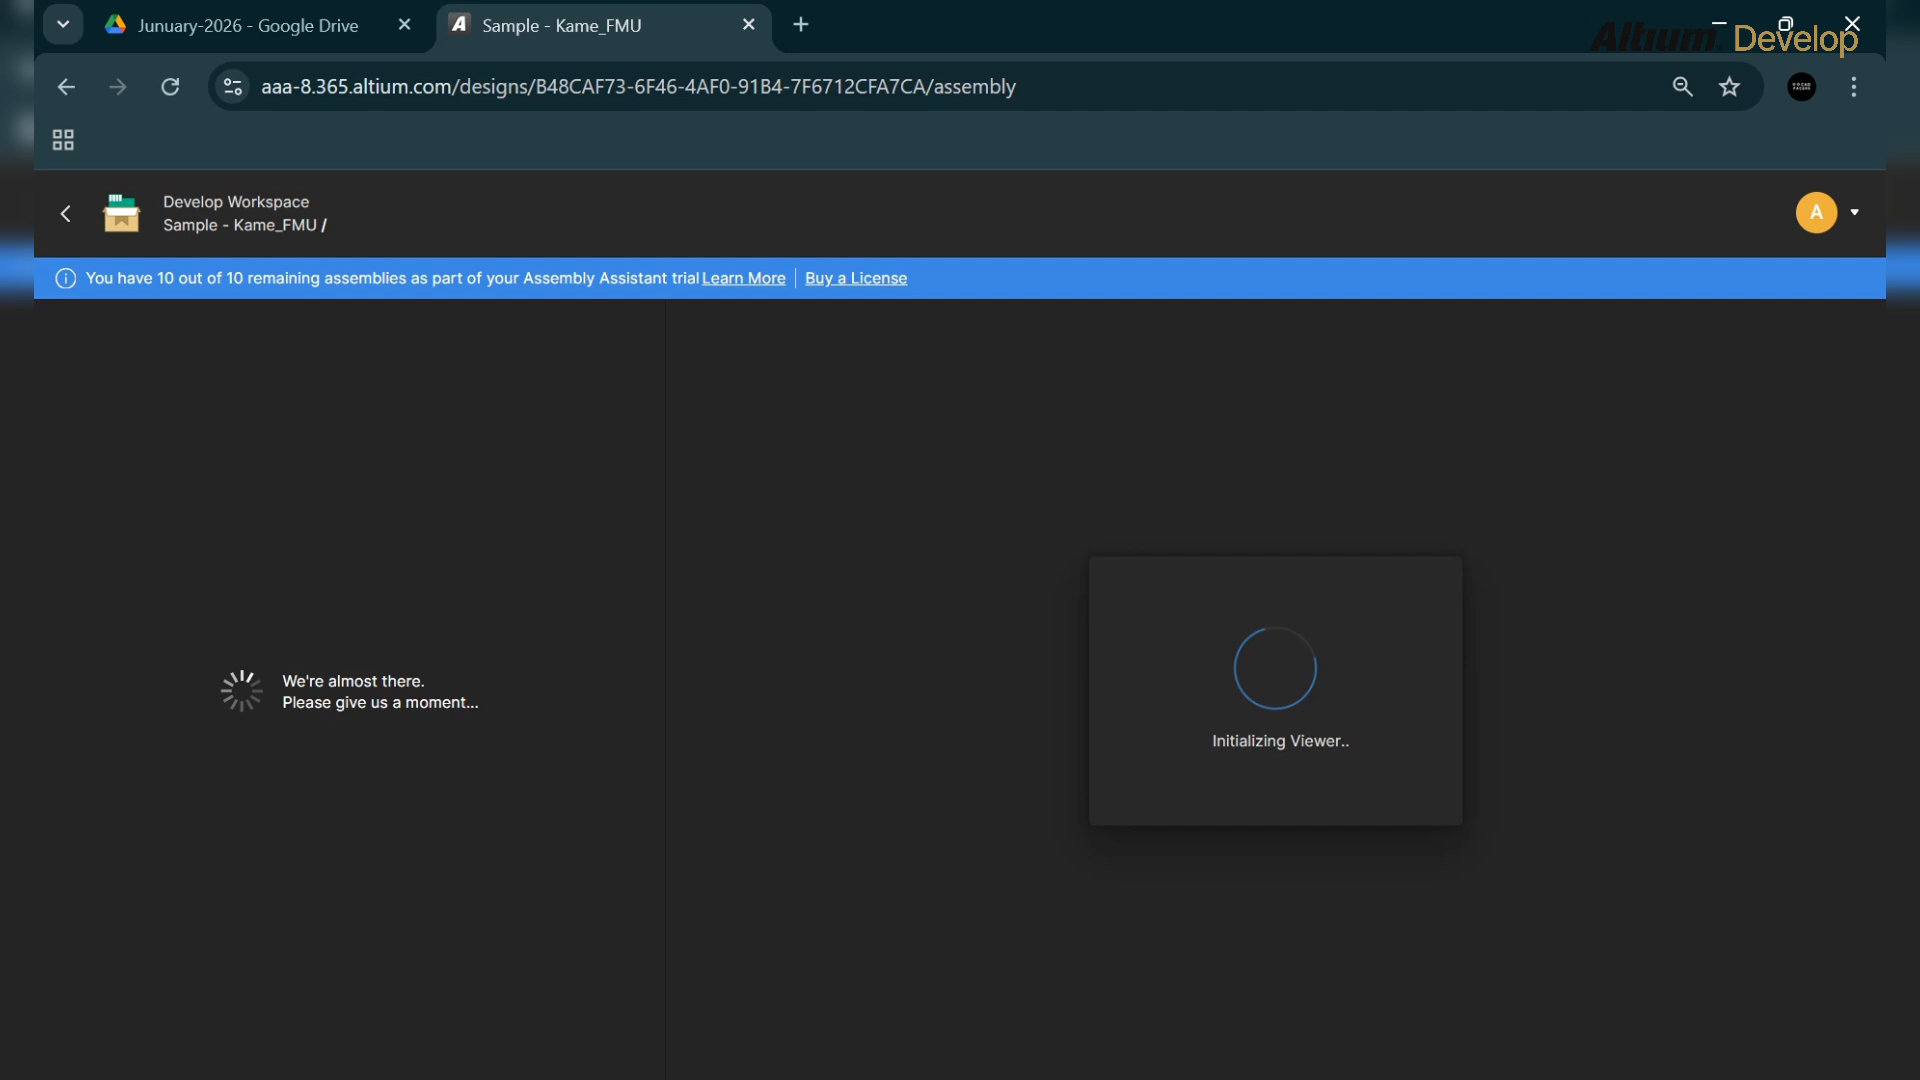 Junuary-2026 - Google Drive
Sample - Kame_FMU
Altium Develop
aaa-8.365.altium.com/designs/B48CAF73-6F46-4AF0-91B4-7F6712CFA7CA/assembly
Develop Workspace
Sample - Kame_FMU /
A
You have 10 out of 10 remaining assemblies as part of your Assembly Assistant trial Learn More | Buy a License
We're almost there.
Please give us a moment...
Initializing Viewer..